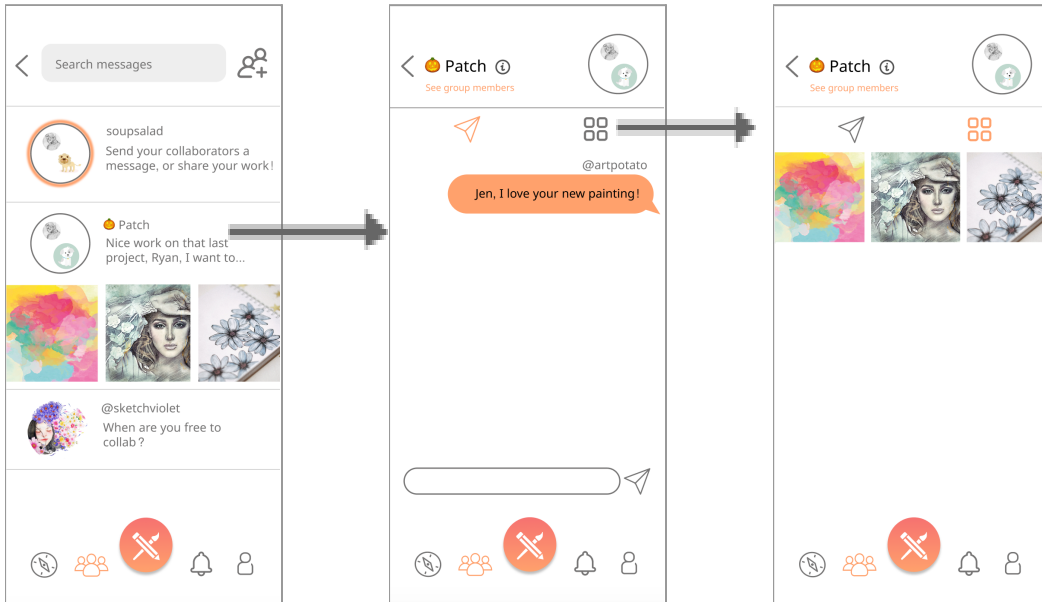 Search messages
soupsalad
Send your collaborators a
message, or share your work!
Patch
Nice work on that last
project, Ryan, I want to...
@sketchviolet
When are you free to
collab?
Patch
See group members
@artpotato
Jen, I love your new painting!
Patch
See group members